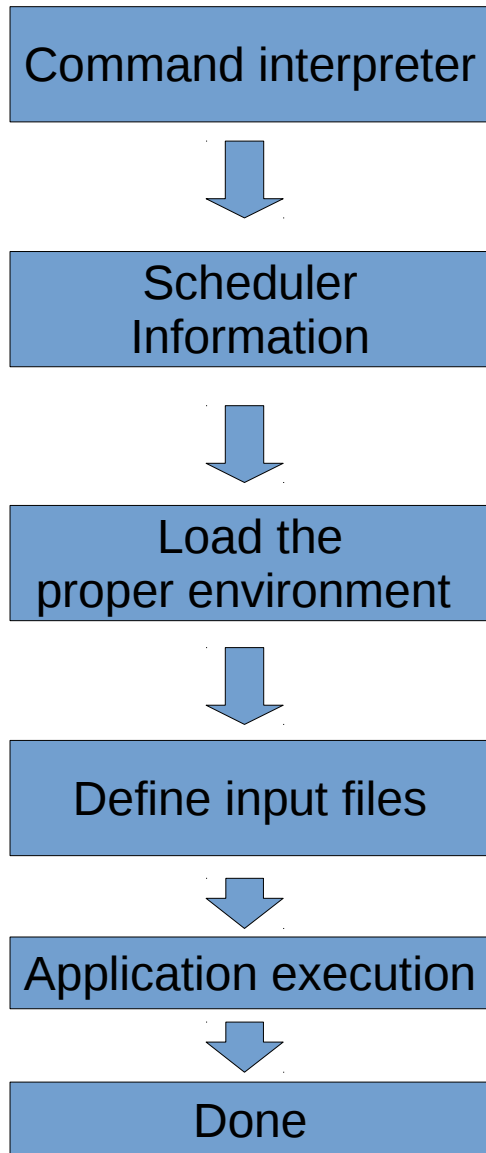 Command interpreter
Scheduler
Information
Load the
proper environment
Define input files
Application execution
Done